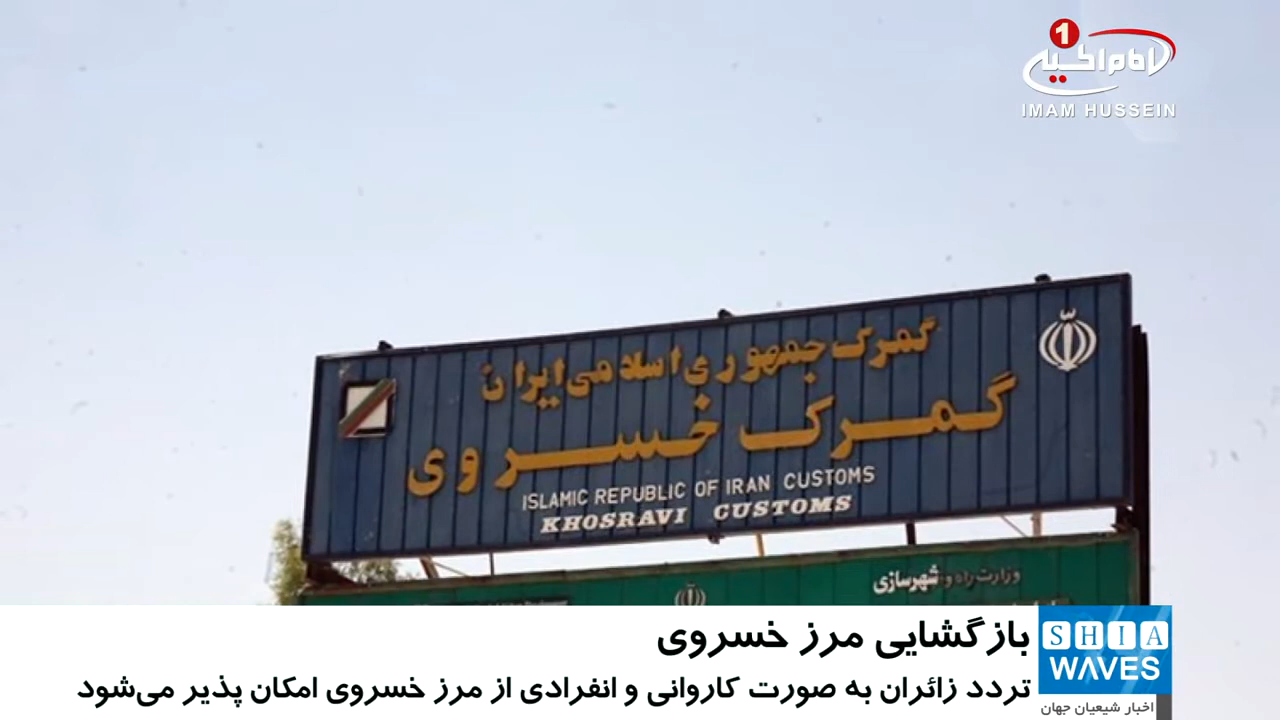 1
امام حسین
IMAM HUSSEIN
گمرک جمهوری اسلامی ایران
گمرک خسروی
ISLAMIC REPUBLIC OF IRAN CUSTOMS
KHOSRAVI CUSTOMS
وزارت راه و شهرسازی
بازگشایی مرز خسروی
تردد زائران به صورت کاروانی و انفرادی از مرز خسروی امکان پذیر می‌شود
SHIA
WAVES
اخبار شیعیان جهان